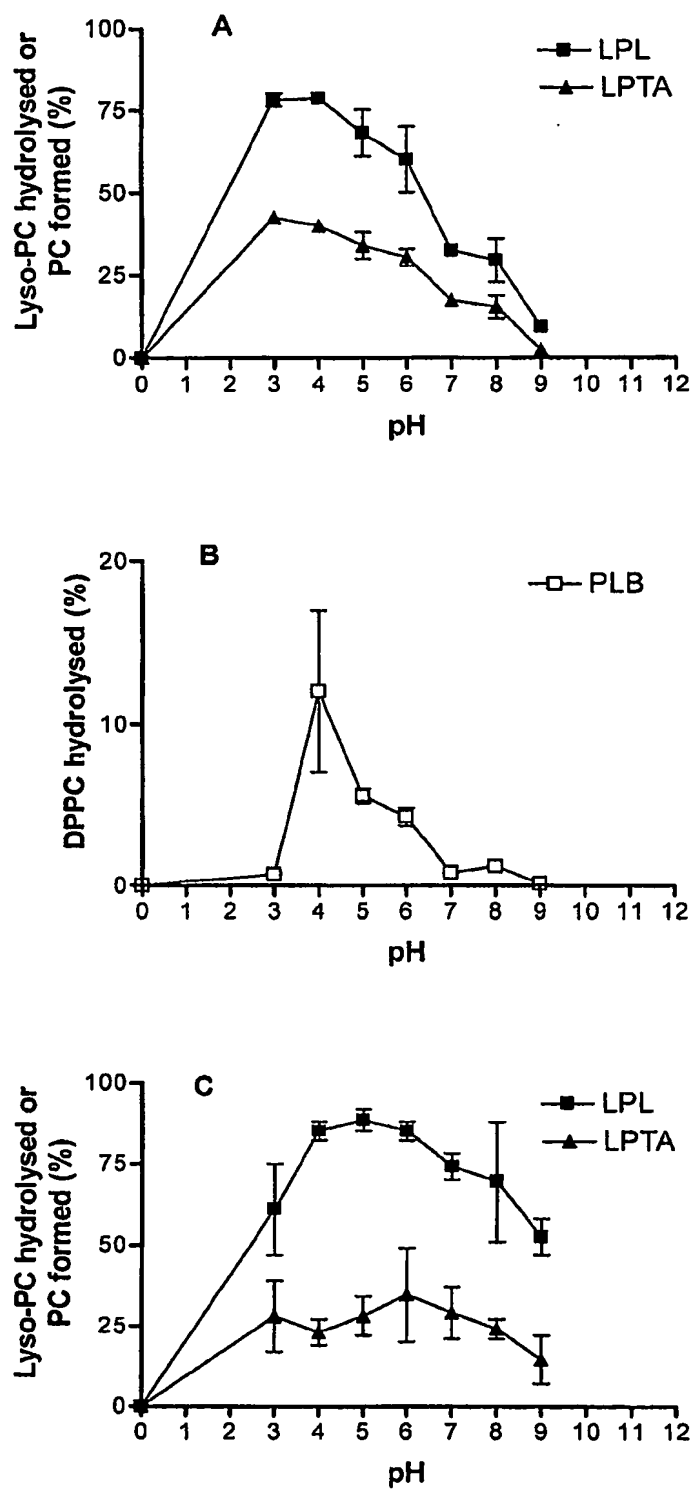 A
100
75
50
25
0
Lyso-PC hydrolysed or
PC formed (%)
LPL
LPTA
0 1 2 3 4 5 6 7 8 9 10 11 12
pH
B
20
10
0
DPPC hydrolysed (%)
PLB
0 1 2 3 4 5 6 7 8 9 10 11 12
pH
C
100
75
50
25
0
Lyso-PC hydrolysed or
PC formed (%)
LPL
LPTA
0 1 2 3 4 5 6 7 8 9 10 11 12
pH